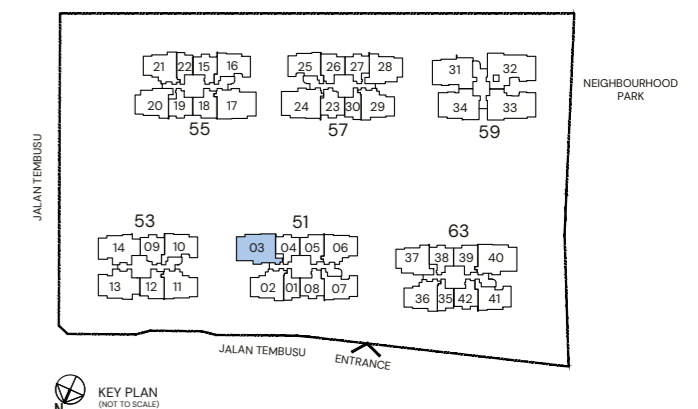 21 22 15 16
20 19 18 17
55
25 26 27 28
24 23 30 29
57
31 32
34 33
59
NEIGHBOURHOOD
PARK
JALAN TEMBUSU
53
14 09 10
13 12 11
51
03 04 05 06
02 01 08 07
63
37 38 39 40
36 35 42 41
JALAN TEMBUSU
ENTRANCE
N
KEY PLAN
(NOT TO SCALE)